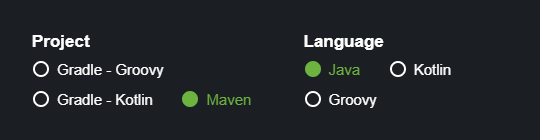 Project
Gradle - Groovy
Gradle - Kotlin Maven
Language
Java Kotlin
Groovy